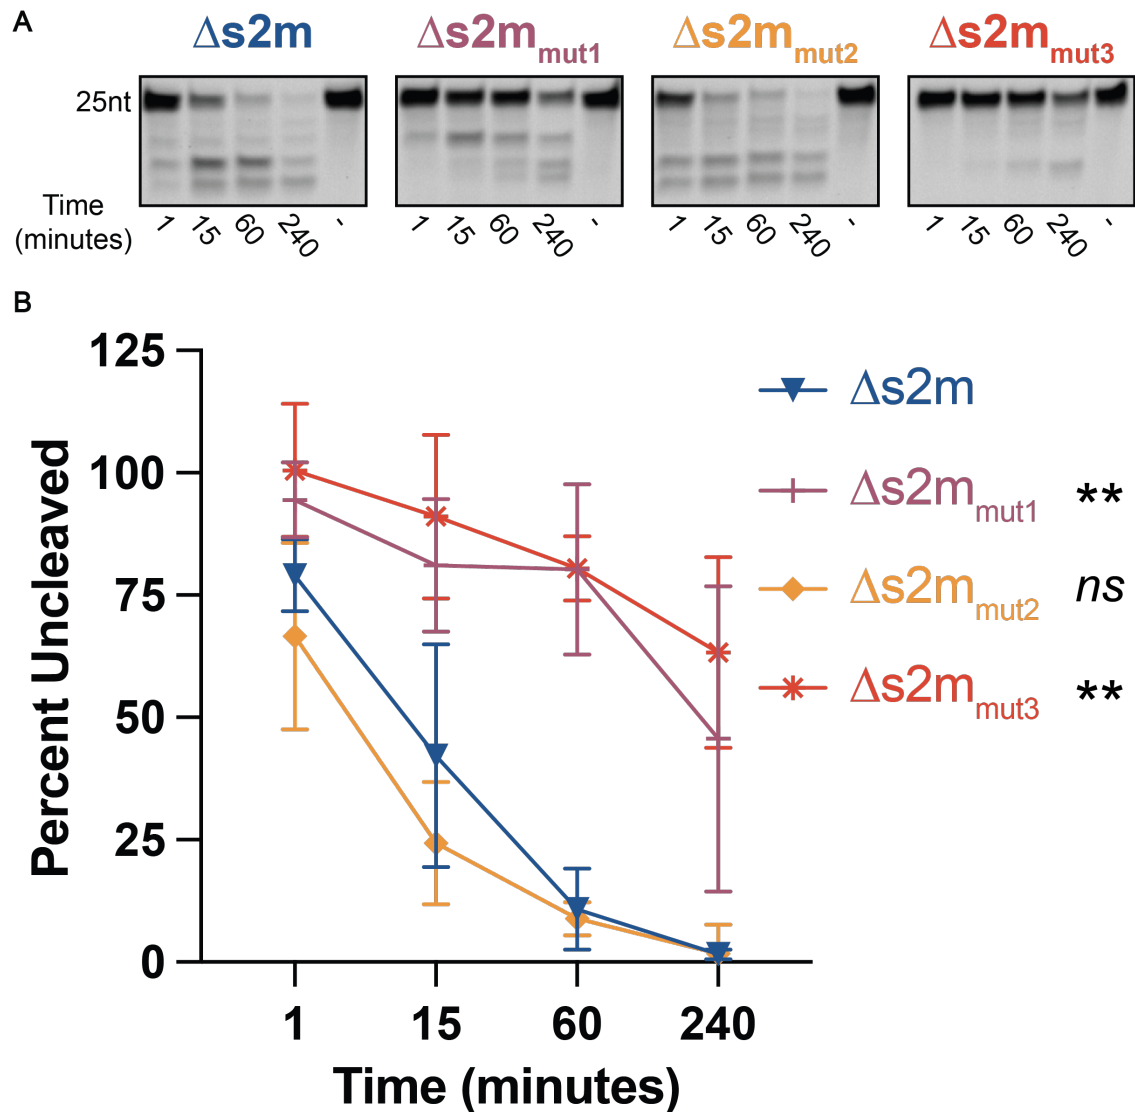 A
Δs2m Δs2mmut1 Δs2mmut2 Δs2mmut3
25nt
Time
(minutes)
1 15 60 240 - 1 15 60 240 - 1 15 60 240 - 1 15 60 240 -
B
125
100
75
50
25
0
Percent Uncleaved
1 15 60 240
Time (minutes)
Δs2m
Δs2mmut1 **
Δs2mmut2 ns
Δs2mmut3 **